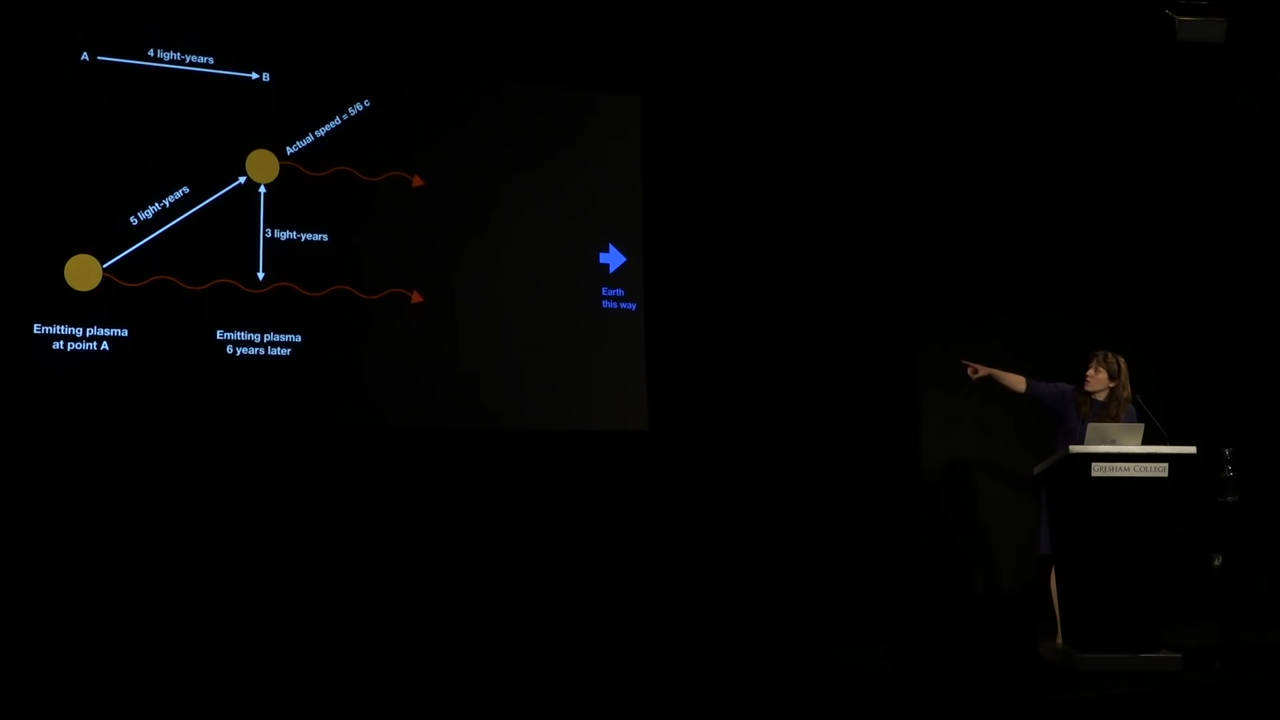 A
4 light-years
B
Actual speed = 5/6 c
5 light-years
3 light-years
Earth
this way
Emitting plasma
at point A
Emitting plasma
6 years later
GRESHAM COLLEGE